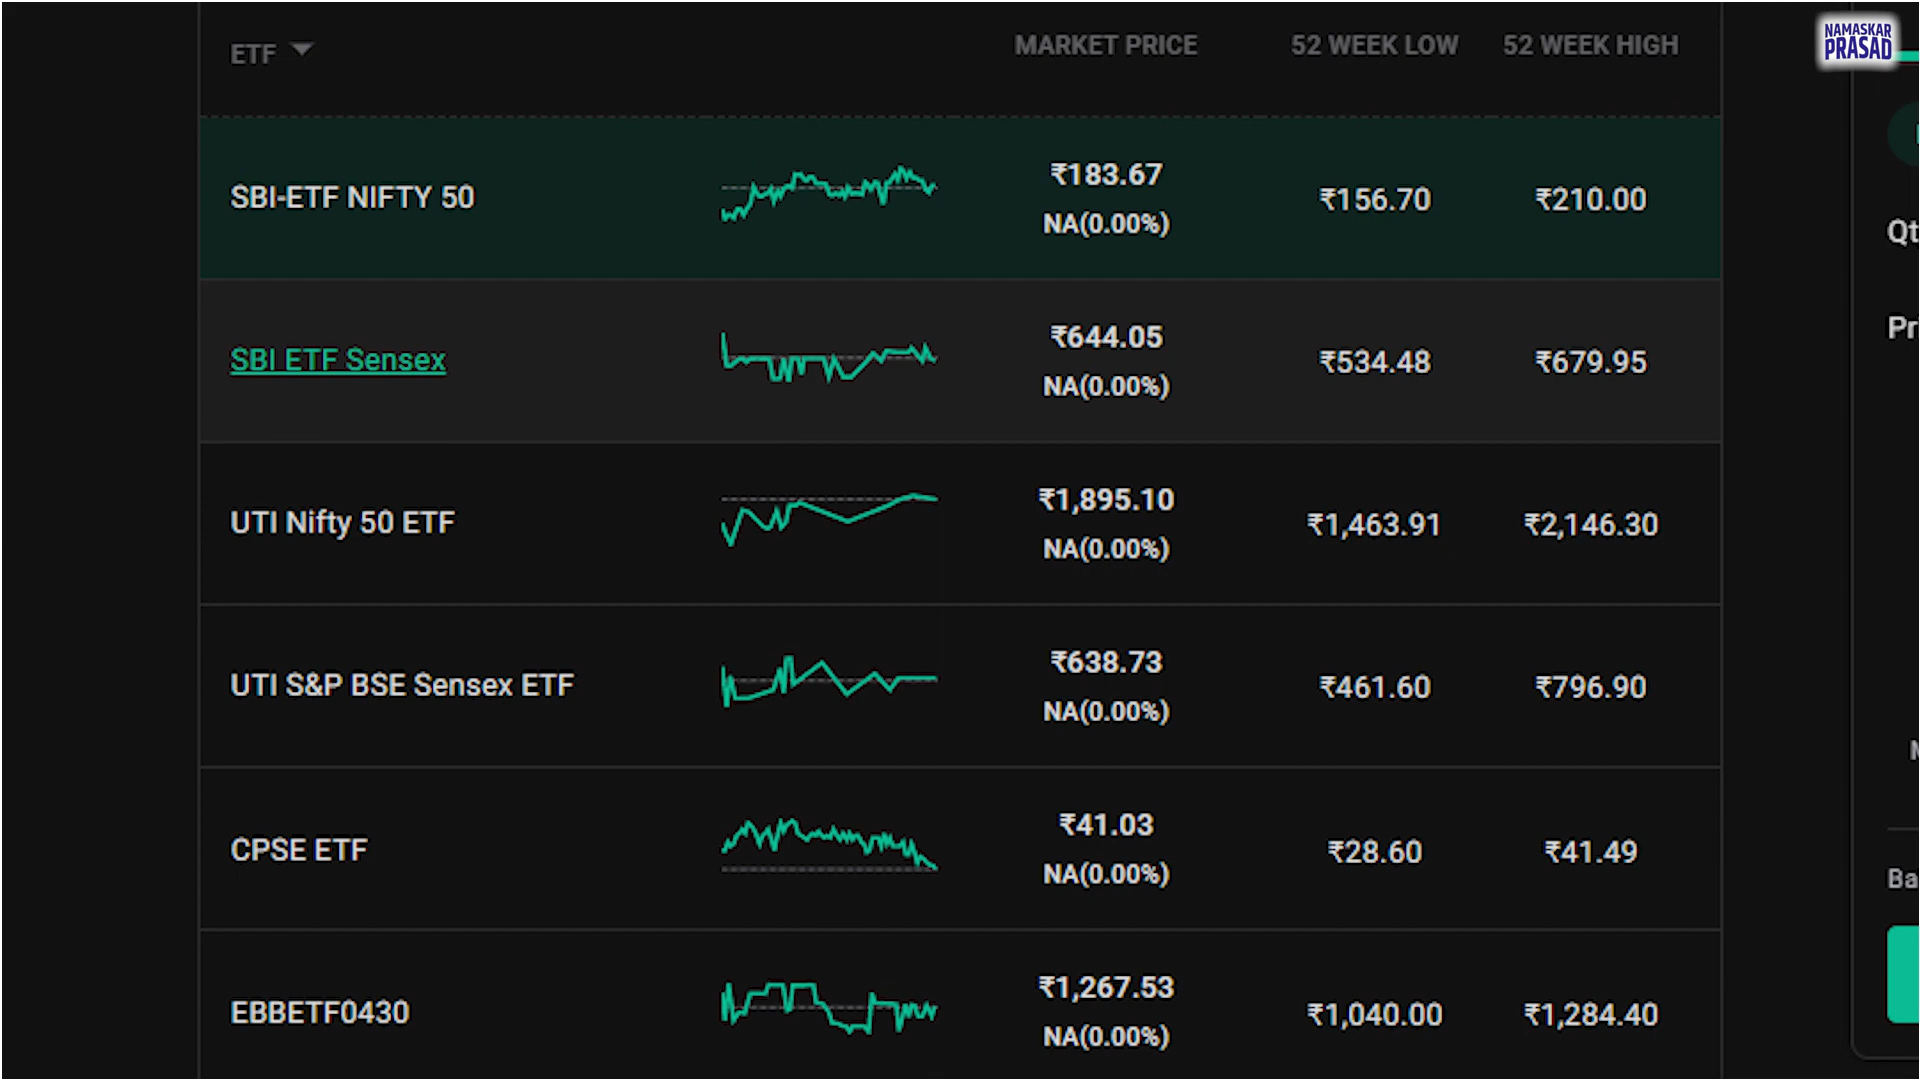 ETF
MARKET PRICE
52 WEEK LOW
52 WEEK HIGH
NAMASKAR
PRASAD
SBI-ETF NIFTY 50
₹183.67
NA(0.00%)
₹156.70
₹210.00
Qt
SBI ETF Sensex
₹644.05
NA(0.00%)
₹534.48
₹679.95
Pr
UTI Nifty 50 ETF
₹1,895.10
NA(0.00%)
₹1,463.91
₹2,146.30
UTI S&P BSE Sensex ETF
₹638.73
NA(0.00%)
₹461.60
₹796.90
CPSE ETF
₹41.03
NA(0.00%)
₹28.60
₹41.49
Ba
EBBETF0430
₹1,267.53
NA(0.00%)
₹1,040.00
₹1,284.40